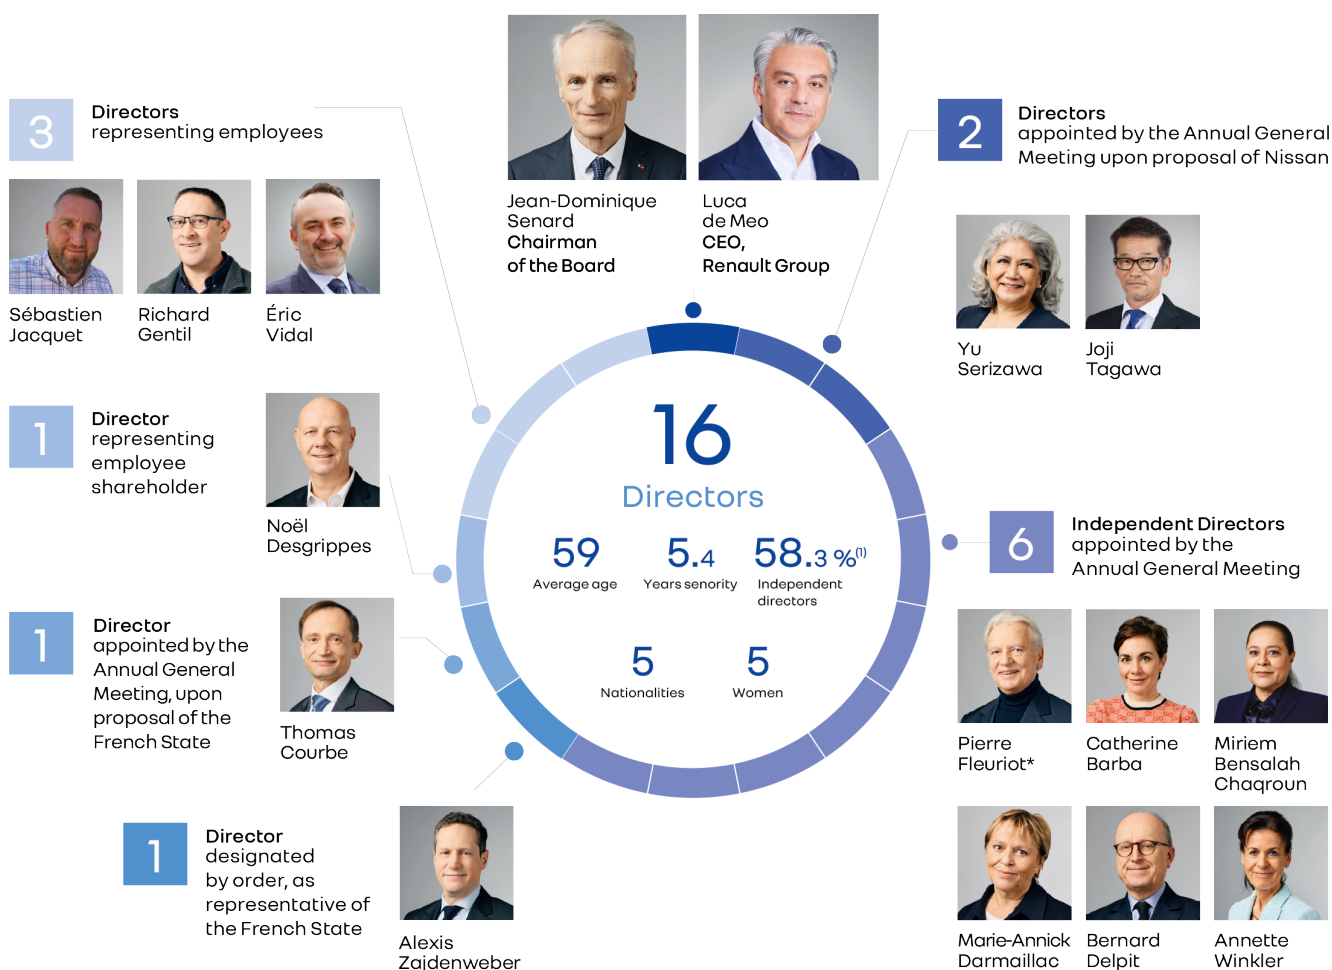 3
Directors
representing employees
Sébastien
Jacquet
Richard
Gentil
Éric
Vidal
Jean-Dominique
Senard
Chairman
of the Board
Luca
de Meo
CEO,
Renault Group
2
Directors
appointed by the Annual General
Meeting upon proposal of Nissan
Yu
Serizawa
Joji
Tagawa
1
Director
representing
employee
shareholder
Noël
Desgrippes
16
Directors
59
Average age
5.4
Years senority
58.3 %(1)
Independent
directors
5
Nationalities
5
Women
6
Independent Directors
appointed by the
Annual General Meeting
Pierre
Fleuriot*
Catherine
Barba
Miriem
Bensalah
Chaqroun
Marie-Annick
Darmaillac
Bernard
Delpit
Annette
Winkler
1
Director
appointed by the
Annual General
Meeting, upon
proposal of the
French State
Thomas
Courbe
1
Director
designated
by order, as
representative of
the French State
Alexis
Zajdenweber